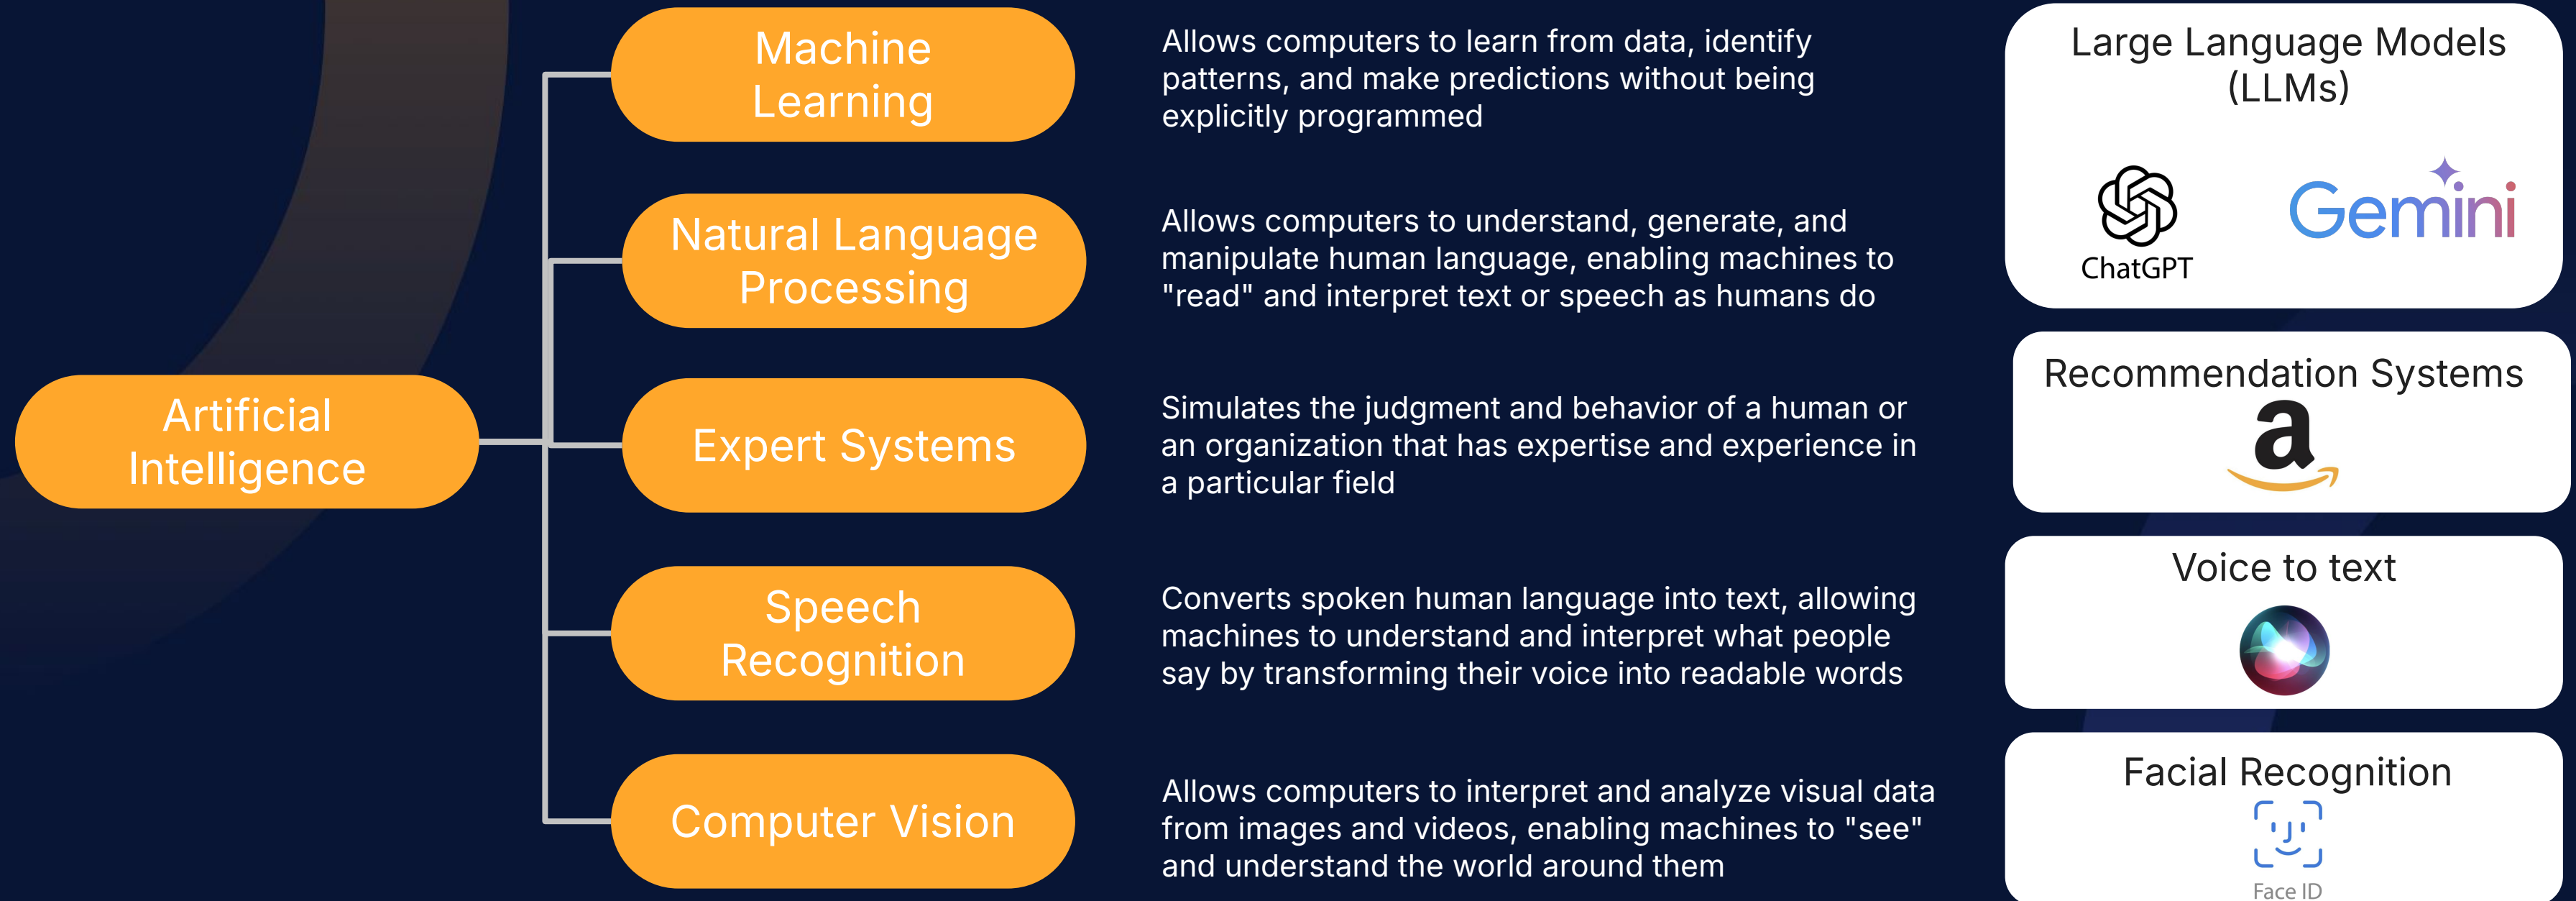 Artificial
Intelligence
Machine
Learning
Allows computers to learn from data, identify
patterns, and make predictions without being
explicitly programmed
Natural Language
Processing
Allows computers to understand, generate, and
manipulate human language, enabling machines to
"read" and interpret text or speech as humans do
Large Language Models
(LLMs)
ChatGPT
Gemini
Expert Systems
Simulates the judgment and behavior of a human or
an organization that has expertise and experience in
a particular field
Recommendation Systems
a
Speech
Recognition
Converts spoken human language into text, allowing
machines to understand and interpret what people
say by transforming their voice into readable words
Voice to text
Computer Vision
Allows computers to interpret and analyze visual data
from images and videos, enabling machines to "see"
and understand the world around them
Facial Recognition
Face ID